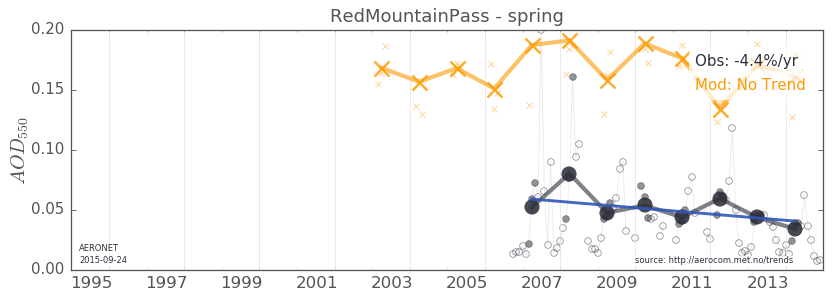 RedMountainPass - spring
0.20
0.15
0.10
0.05
0.00
AOD550
Obs: -4.4%/yr
Mod: No Trend
AERONET
2015-09-24
source: http://aerocom.met.no/trends
1995 1997 1999 2001 2003 2005 2007 2009 2011 2013